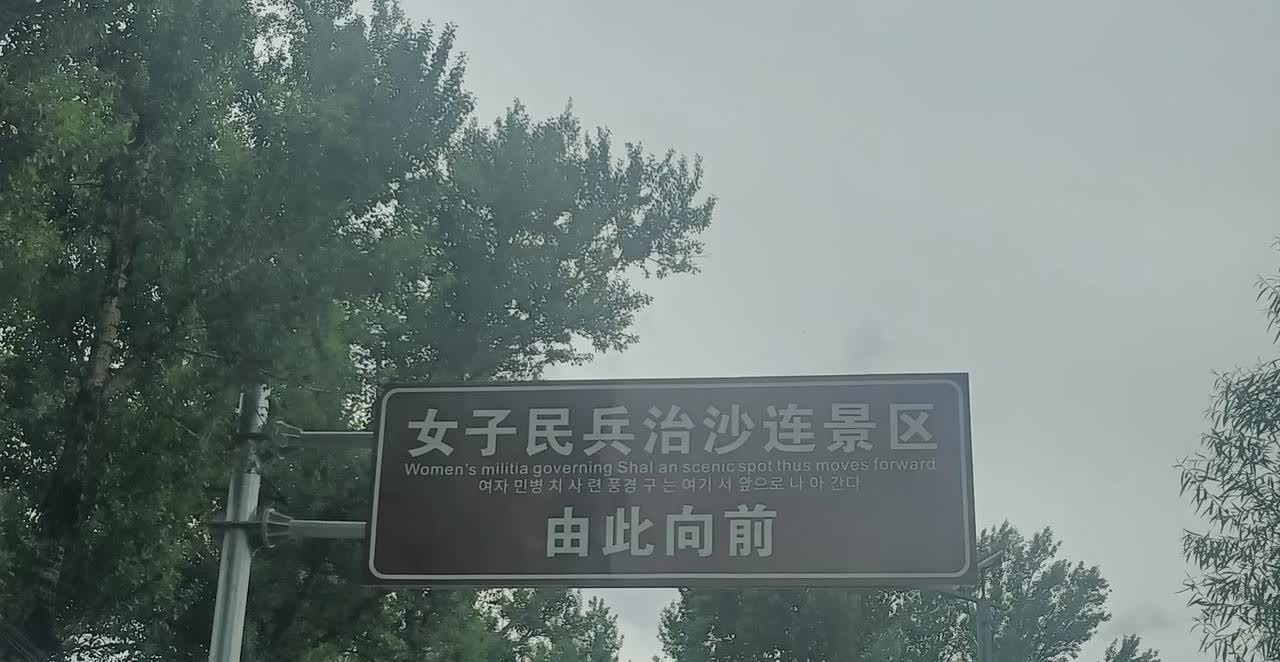 女子民兵治沙连景区
Women's militia governing Shal an scenic spot thus moves forward
여자 민병 치 사 련 풍경 구 는 여기 서 앞으로 나 아 간다
由此向前